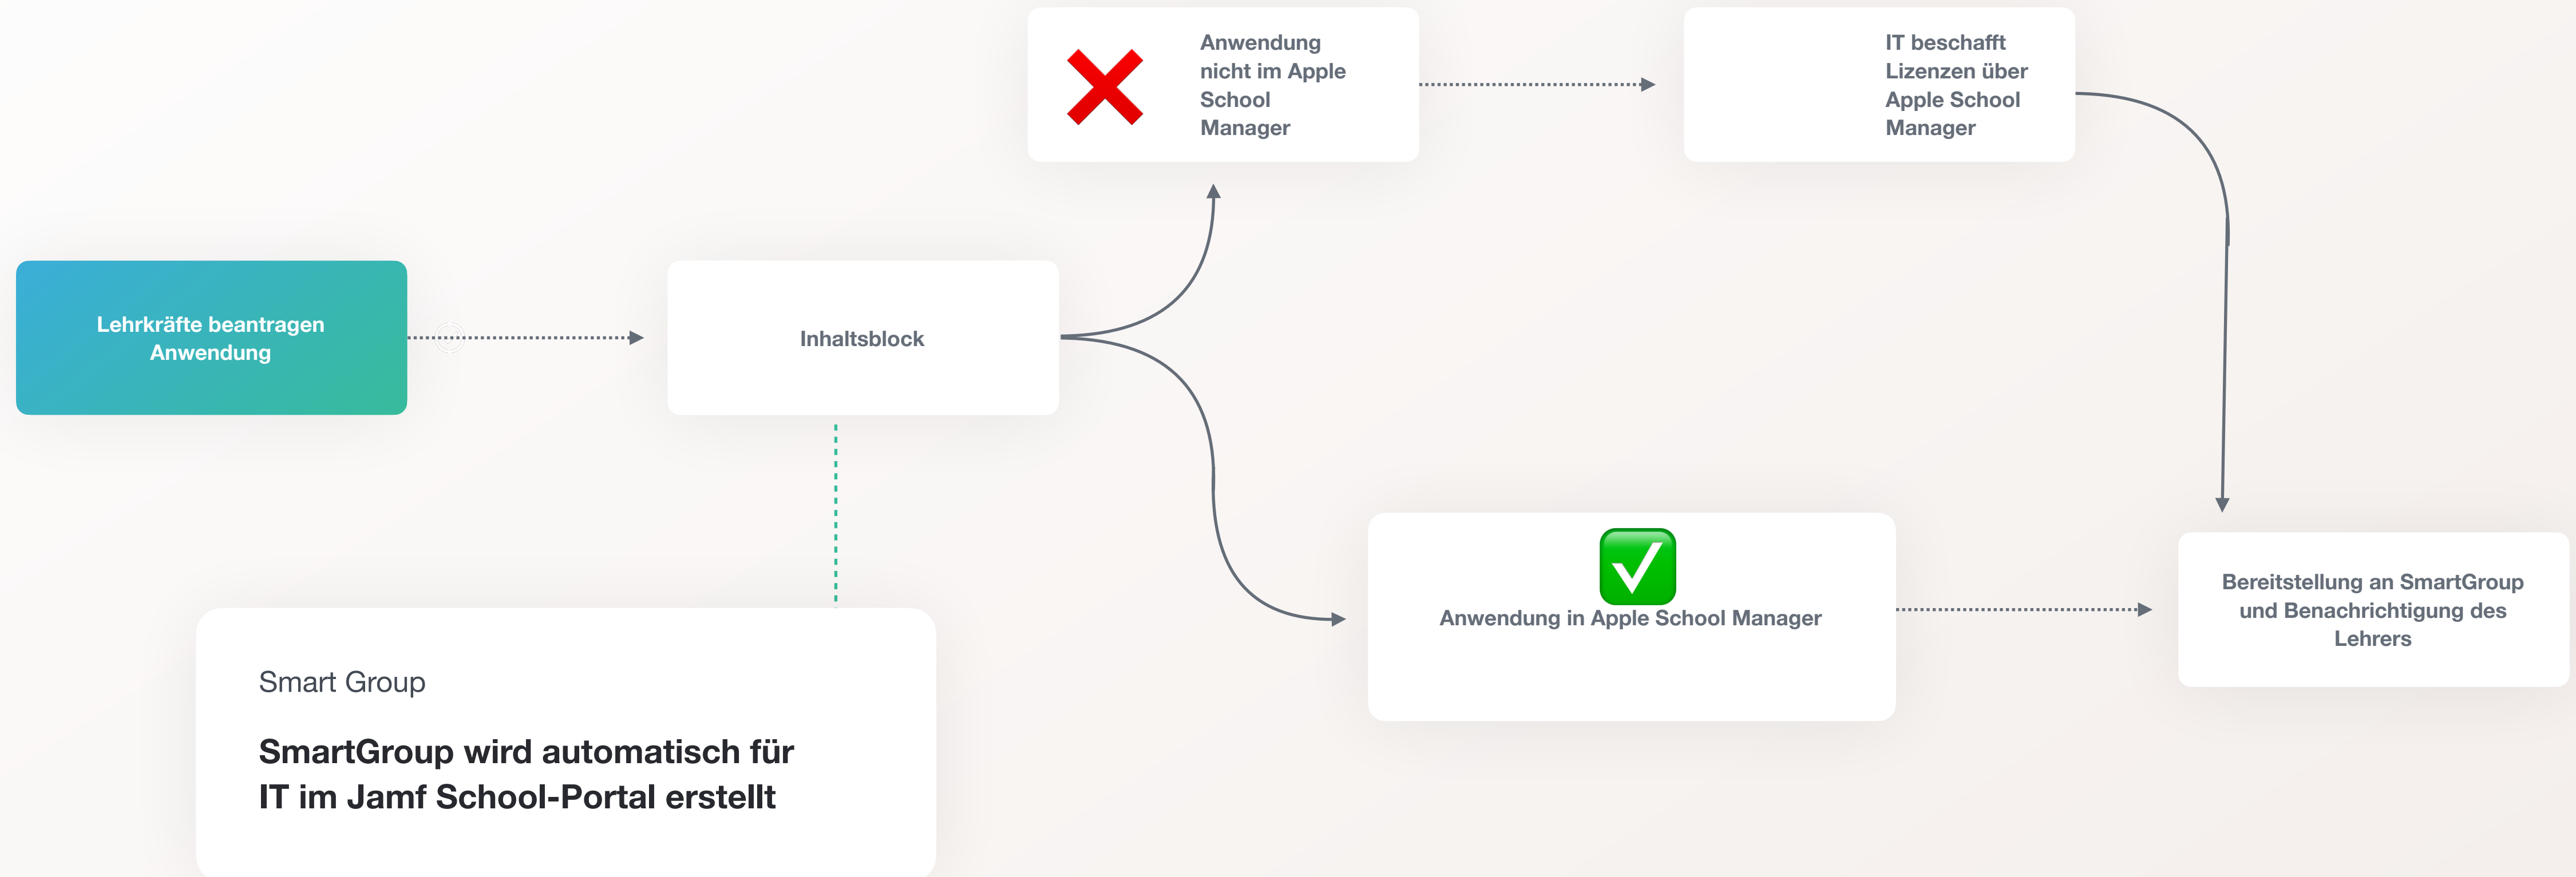 Anwendung
nicht im Apple
School
Manager
IT beschafft
Lizenzen über
Apple School
Manager
Lehrkräfte beantragen
Anwendung
Inhaltsblock
Anwendung in Apple School Manager
Bereitstellung an SmartGroup
und Benachrichtigung des
Lehrers
Smart Group
SmartGroup wird automatisch für
IT im Jamf School-Portal erstellt